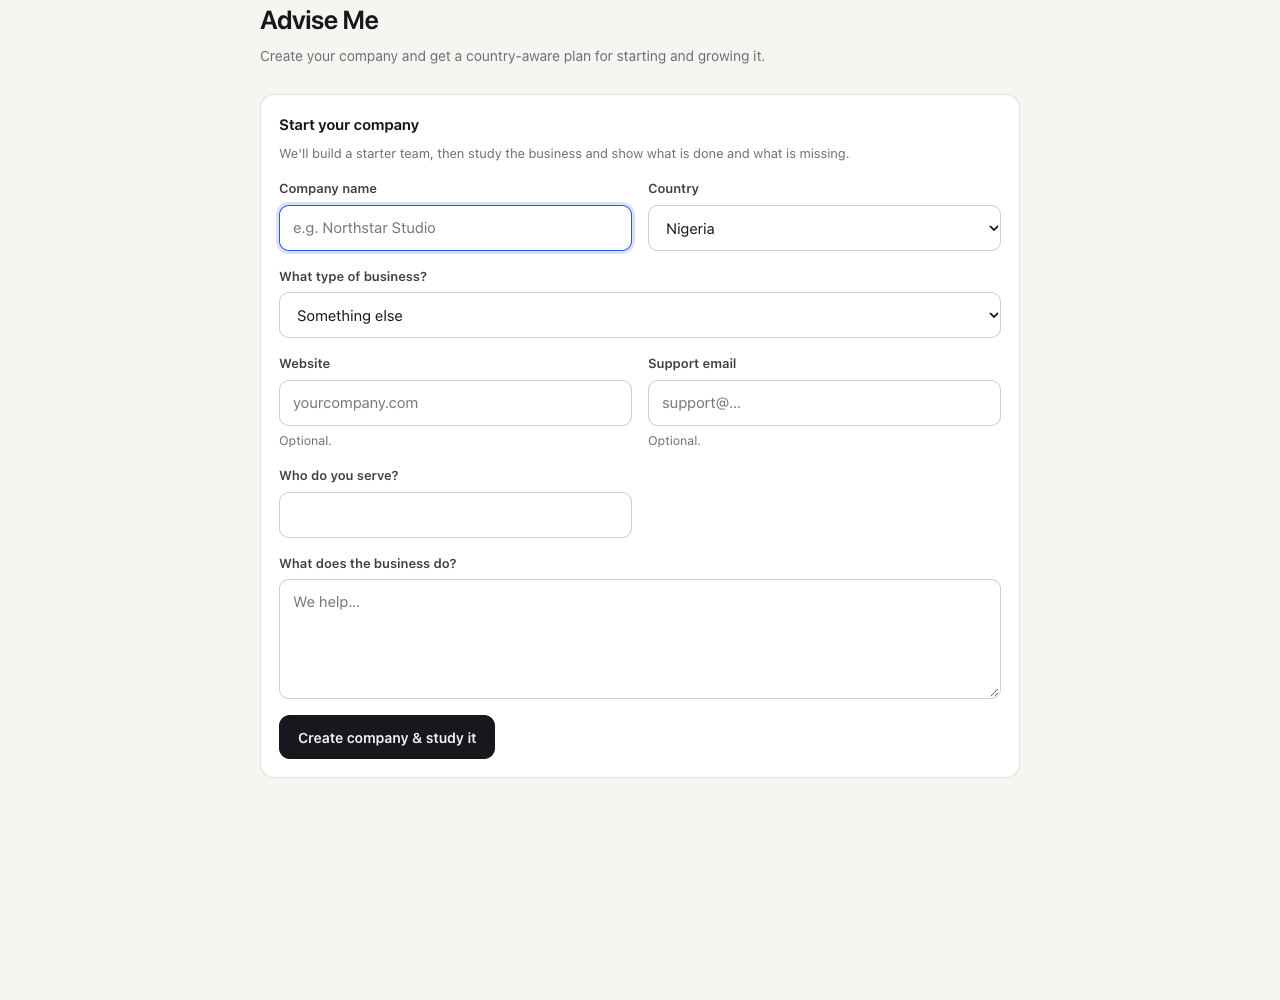 Advise Me
Create your company and get a country-aware plan for starting and growing it.
Start your company
We'll build a starter team, then study the business and show what is done and what is missing.
Company name
Country
e.g. Northstar Studio
Nigeria
What type of business?
Something else
Website
Support email
yourcompany.com
support@...
Optional.
Optional.
Who do you serve?
What does the business do?
We help...
Create company & study it